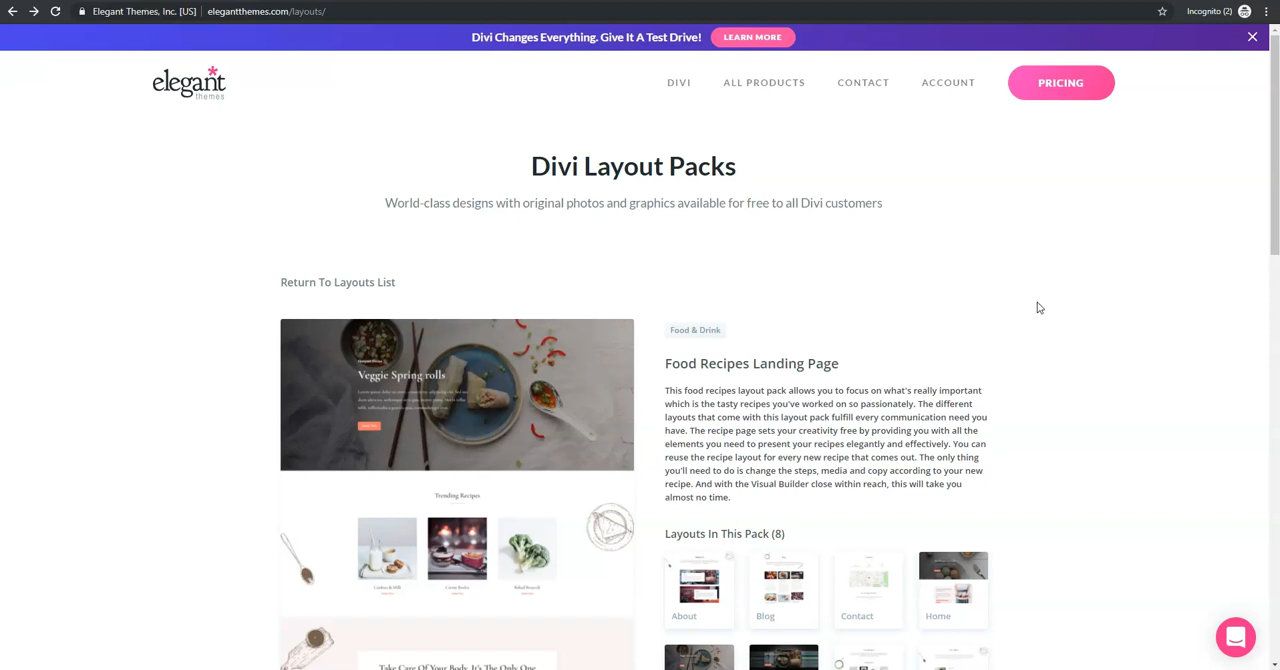 Elegant Themes, Inc. [US] | elegantthemes.com/layouts/
Incognito (2)
Divi Changes Everything. Give It A Test Drive!
LEARN MORE
elegant
themes
DIVI
ALL PRODUCTS
CONTACT
ACCOUNT
PRICING
Divi Layout Packs
World-class designs with original photos and graphics available for free to all Divi customers
Return To Layouts List
Veggie Spring rolls
Trending Recipes
Cookies & Milk
Baked Broccoli
Take Care Of Your Body. It's The Only One
Food & Drink
Food Recipes Landing Page
This food recipes layout pack allows you to focus on what's really important
which is the tasty recipes you've worked on so passionately. The different
layouts that come with this layout pack fulfill every communication need you
have. The recipe page sets your creativity free by providing you with all the
elements you need to present your recipes elegantly and effectively. You can
reuse the recipe layout for every new recipe that comes out. The only thing
you'll need to do is change the steps, media and copy according to your new
recipe. And with the Visual Builder close within reach, this will take you
almost no time.
Layouts In This Pack (8)
About
Blog
Contact
Home